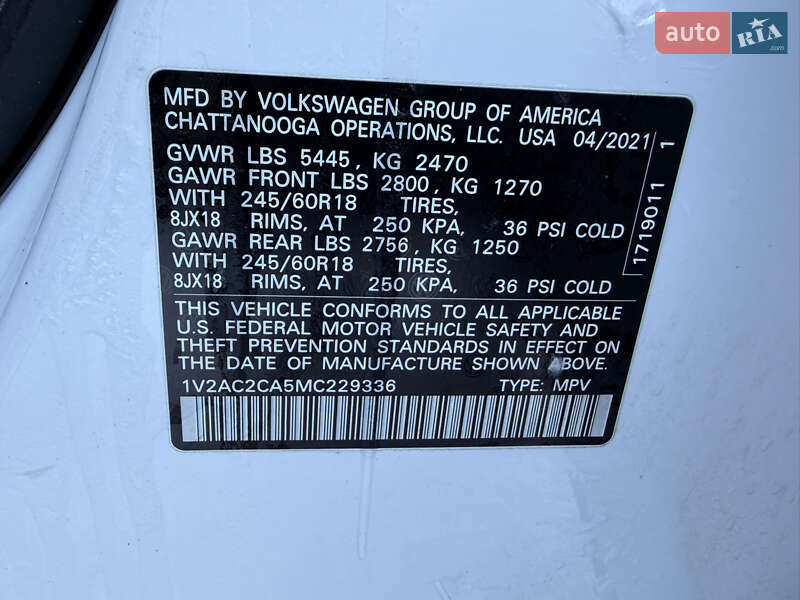 auto RIA
MFD BY VOLKSWAGEN GROUP OF AMERICA
CHATTANOOGA OPERATIONS, LLC. USA 04/2021
GVWR LBS 5445, KG 2470
GAWR FRONT LBS 2800, KG 1270
WITH 245/60R18 TIRES,
8JX18 RIMS, AT 250 KPA, 36 PSI COLD
GAWR REAR LBS 2756, KG 1250
WITH 245/60R18 TIRES,
8JX18 RIMS, AT 250 KPA, 36 PSI COLD
1719011 1
THIS VEHICLE CONFORMS TO ALL APPLICABLE
U.S. FEDERAL MOTOR VEHICLE SAFETY AND
THEFT PREVENTION STANDARDS IN EFFECT ON
THE DATE OF MANUFACTURE SHOWN ABOVE.
1V2AC2CA5MC229336 TYPE: MPV